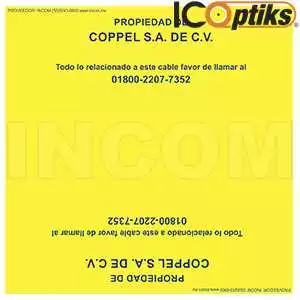 ICOptiks
PROPIEDAD DE
COPPEL S.A. DE C.V.
Todo lo relacionado a este cable favor de llamar al
01800-2207-7352
INCOM
01800-2207-7352
Todo lo relacionado a este cable favor de llamar al
COPPEL S.A. DE C.V.
PROPIEDAD DE